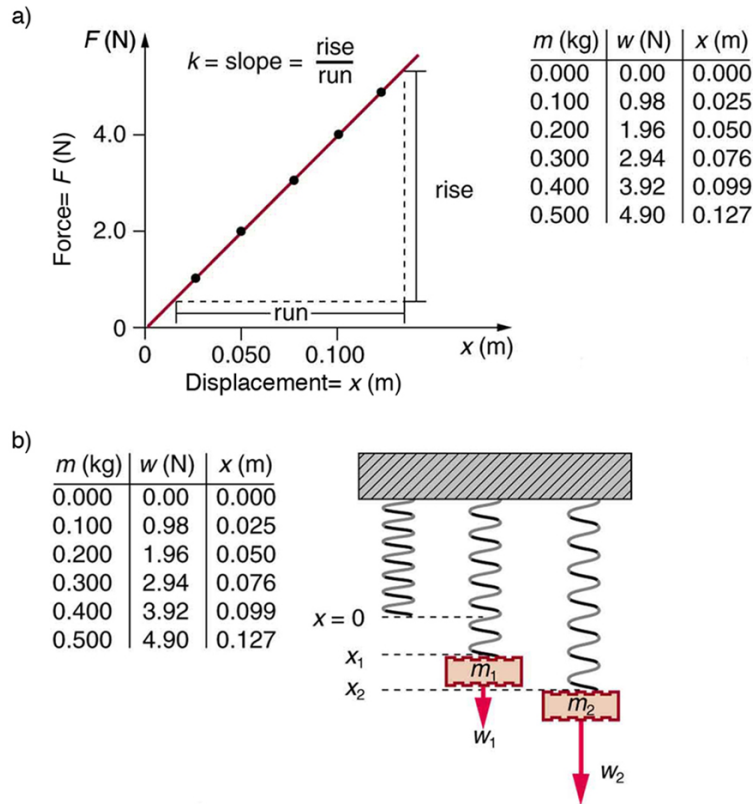 a)
F (N)
k = slope = rise
run
4.0
2.0
0
Force= F (N)
rise
run
0
0.050
0.100
x (m)
Displacement= x (m)
m (kg) w (N) x (m)
0.000 0.00 0.000
0.100 0.98 0.025
0.200 1.96 0.050
0.300 2.94 0.076
0.400 3.92 0.099
0.500 4.90 0.127
b)
m (kg) w (N) x (m)
0.000 0.00 0.000
0.100 0.98 0.025
0.200 1.96 0.050
0.300 2.94 0.076
0.400 3.92 0.099
0.500 4.90 0.127
x = 0
x₁
x₂
m₁
m₂
w₁
w₂